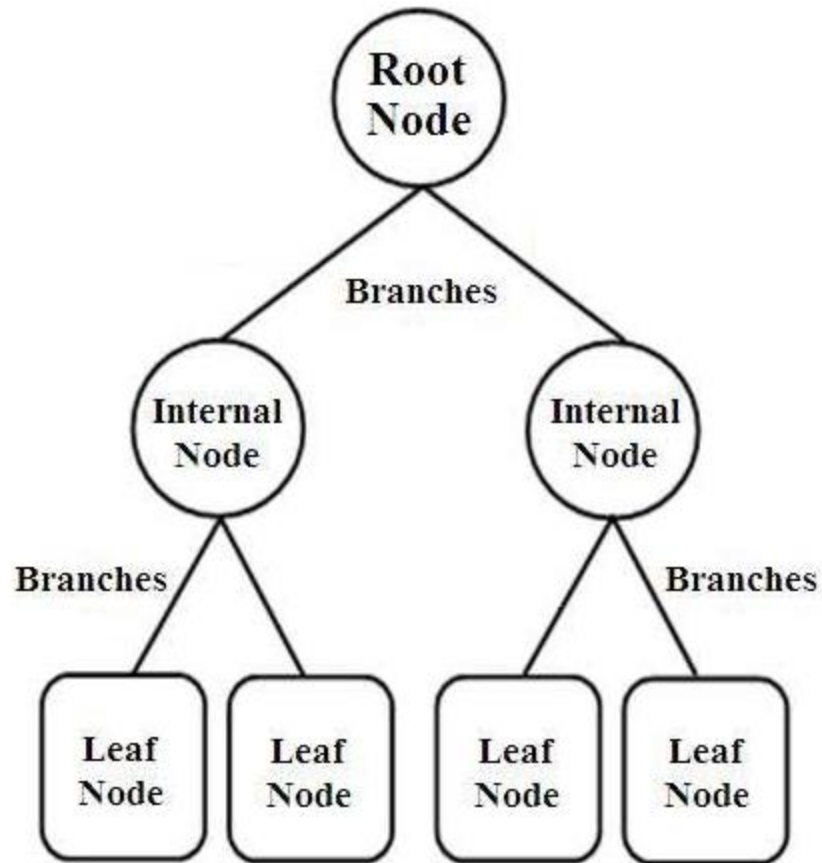 Root
Node
Branches
Internal
Node
Internal
Node
Branches
Branches
Leaf
Node
Leaf
Node
Leaf
Node
Leaf
Node